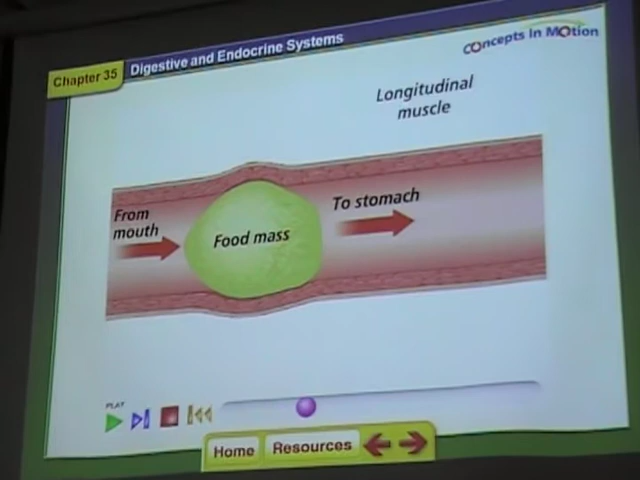 Chapter 35
Digestive and Endocrine Systems
Concepts In MOtion
Longitudinal
muscle
From
mouth
To stomach
Food mass
PLAY
Home
Resources